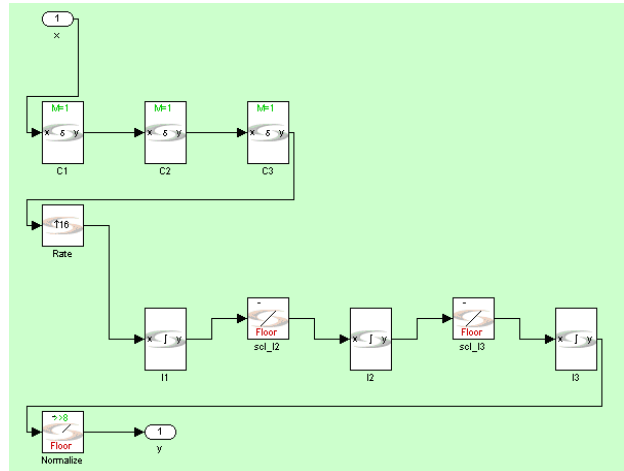 1
x
M=1 M=1 M=1
x δ y x δ y x δ y
C1 C2 C3
↑16
Rate
- -
x ∫ y Floor x ∫ y Floor x ∫ y
I1 scl_I2 I2 scl_I3 I3
>>8
Floor
Normalize
1
y